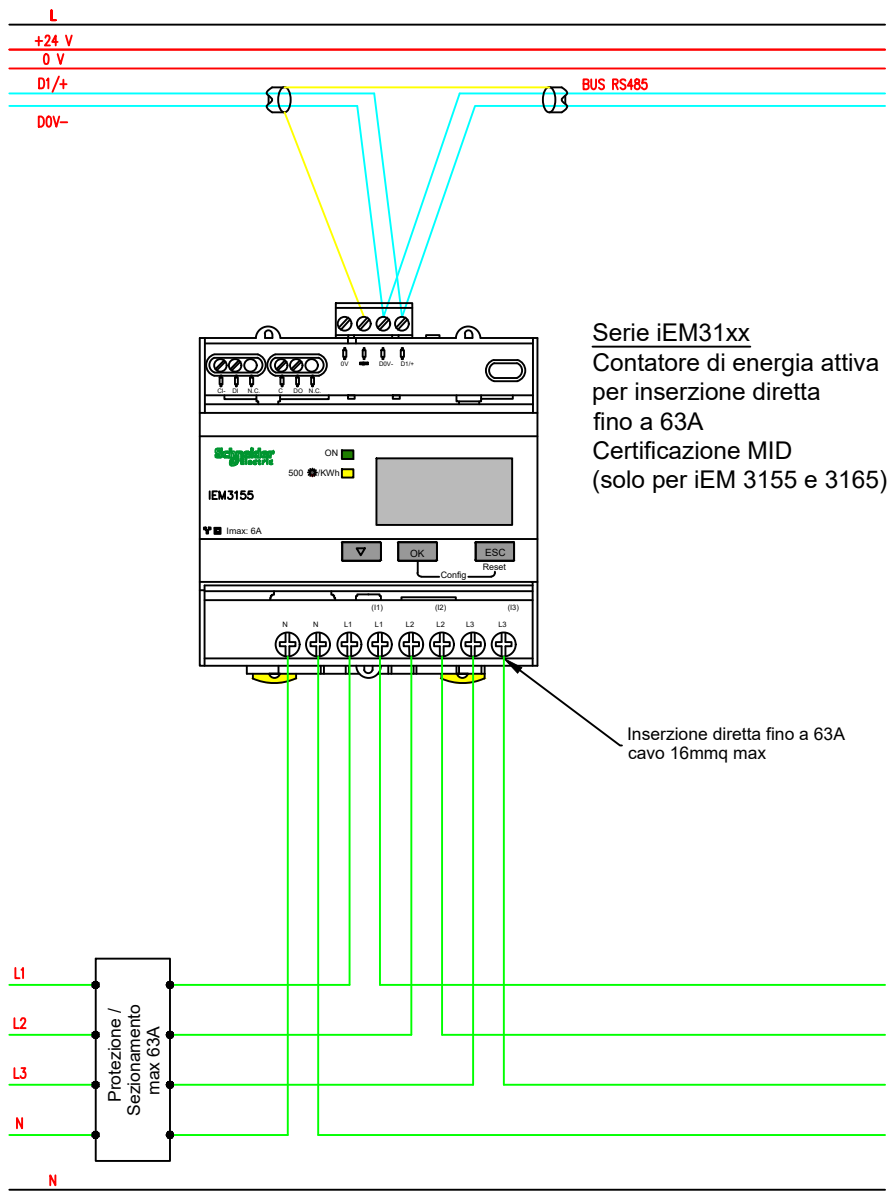 L
+24 V
0 V
D1/+
BUS RS485
D0V-
0V D0V- D1/+
CI- DI N.C. C DO N.C.
Serie iEM31xx
Contatore di energia attiva
per inserzione diretta
fino a 63A
Certificazione MID
(solo per iEM 3155 e 3165)
Schneider
Electric
ON
500 /KWh
IEM3155
Imax: 6A
OK
ESC
Reset
Config
(I1) (I2) (I3)
N N L1 L1 L2 L2 L3 L3
Inserzione diretta fino a 63A
cavo 16mmq max
L1
L2
L3
N
Protezione /
Sezionamento
max 63A
N